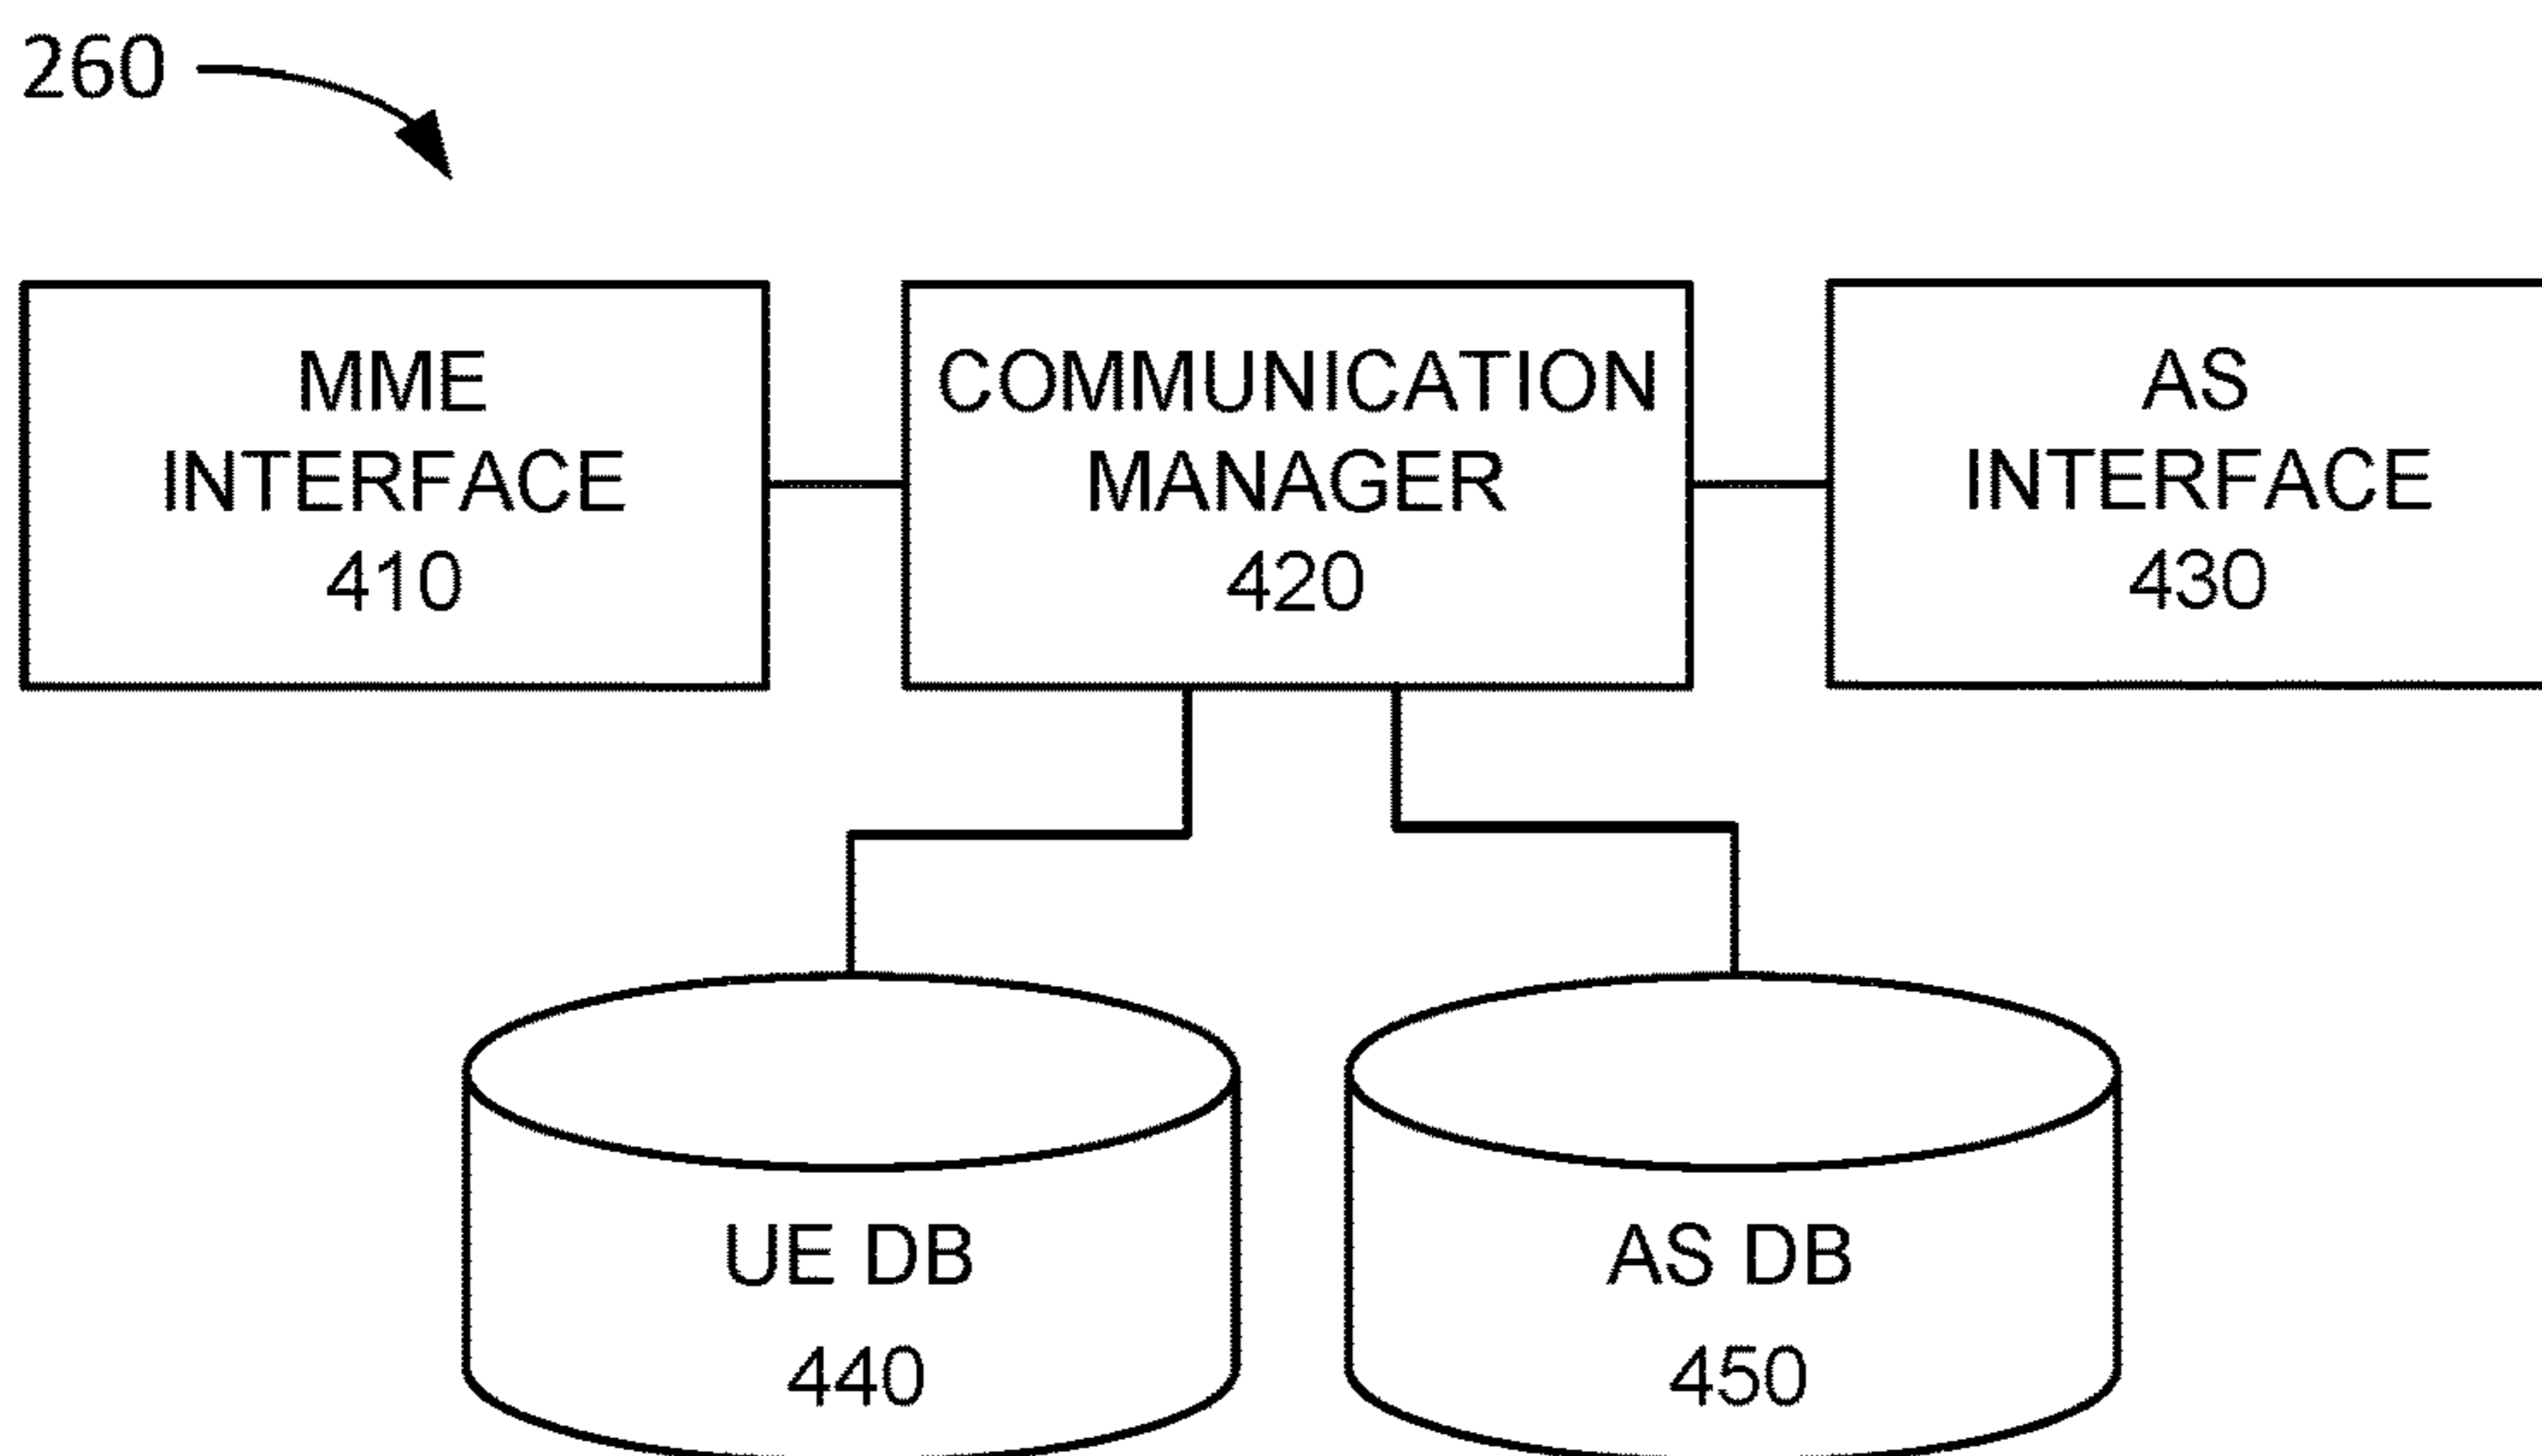 260
MME
INTERFACE
410
COMMUNICATION
MANAGER
420
AS
INTERFACE
430
UE DB
440
AS DB
450